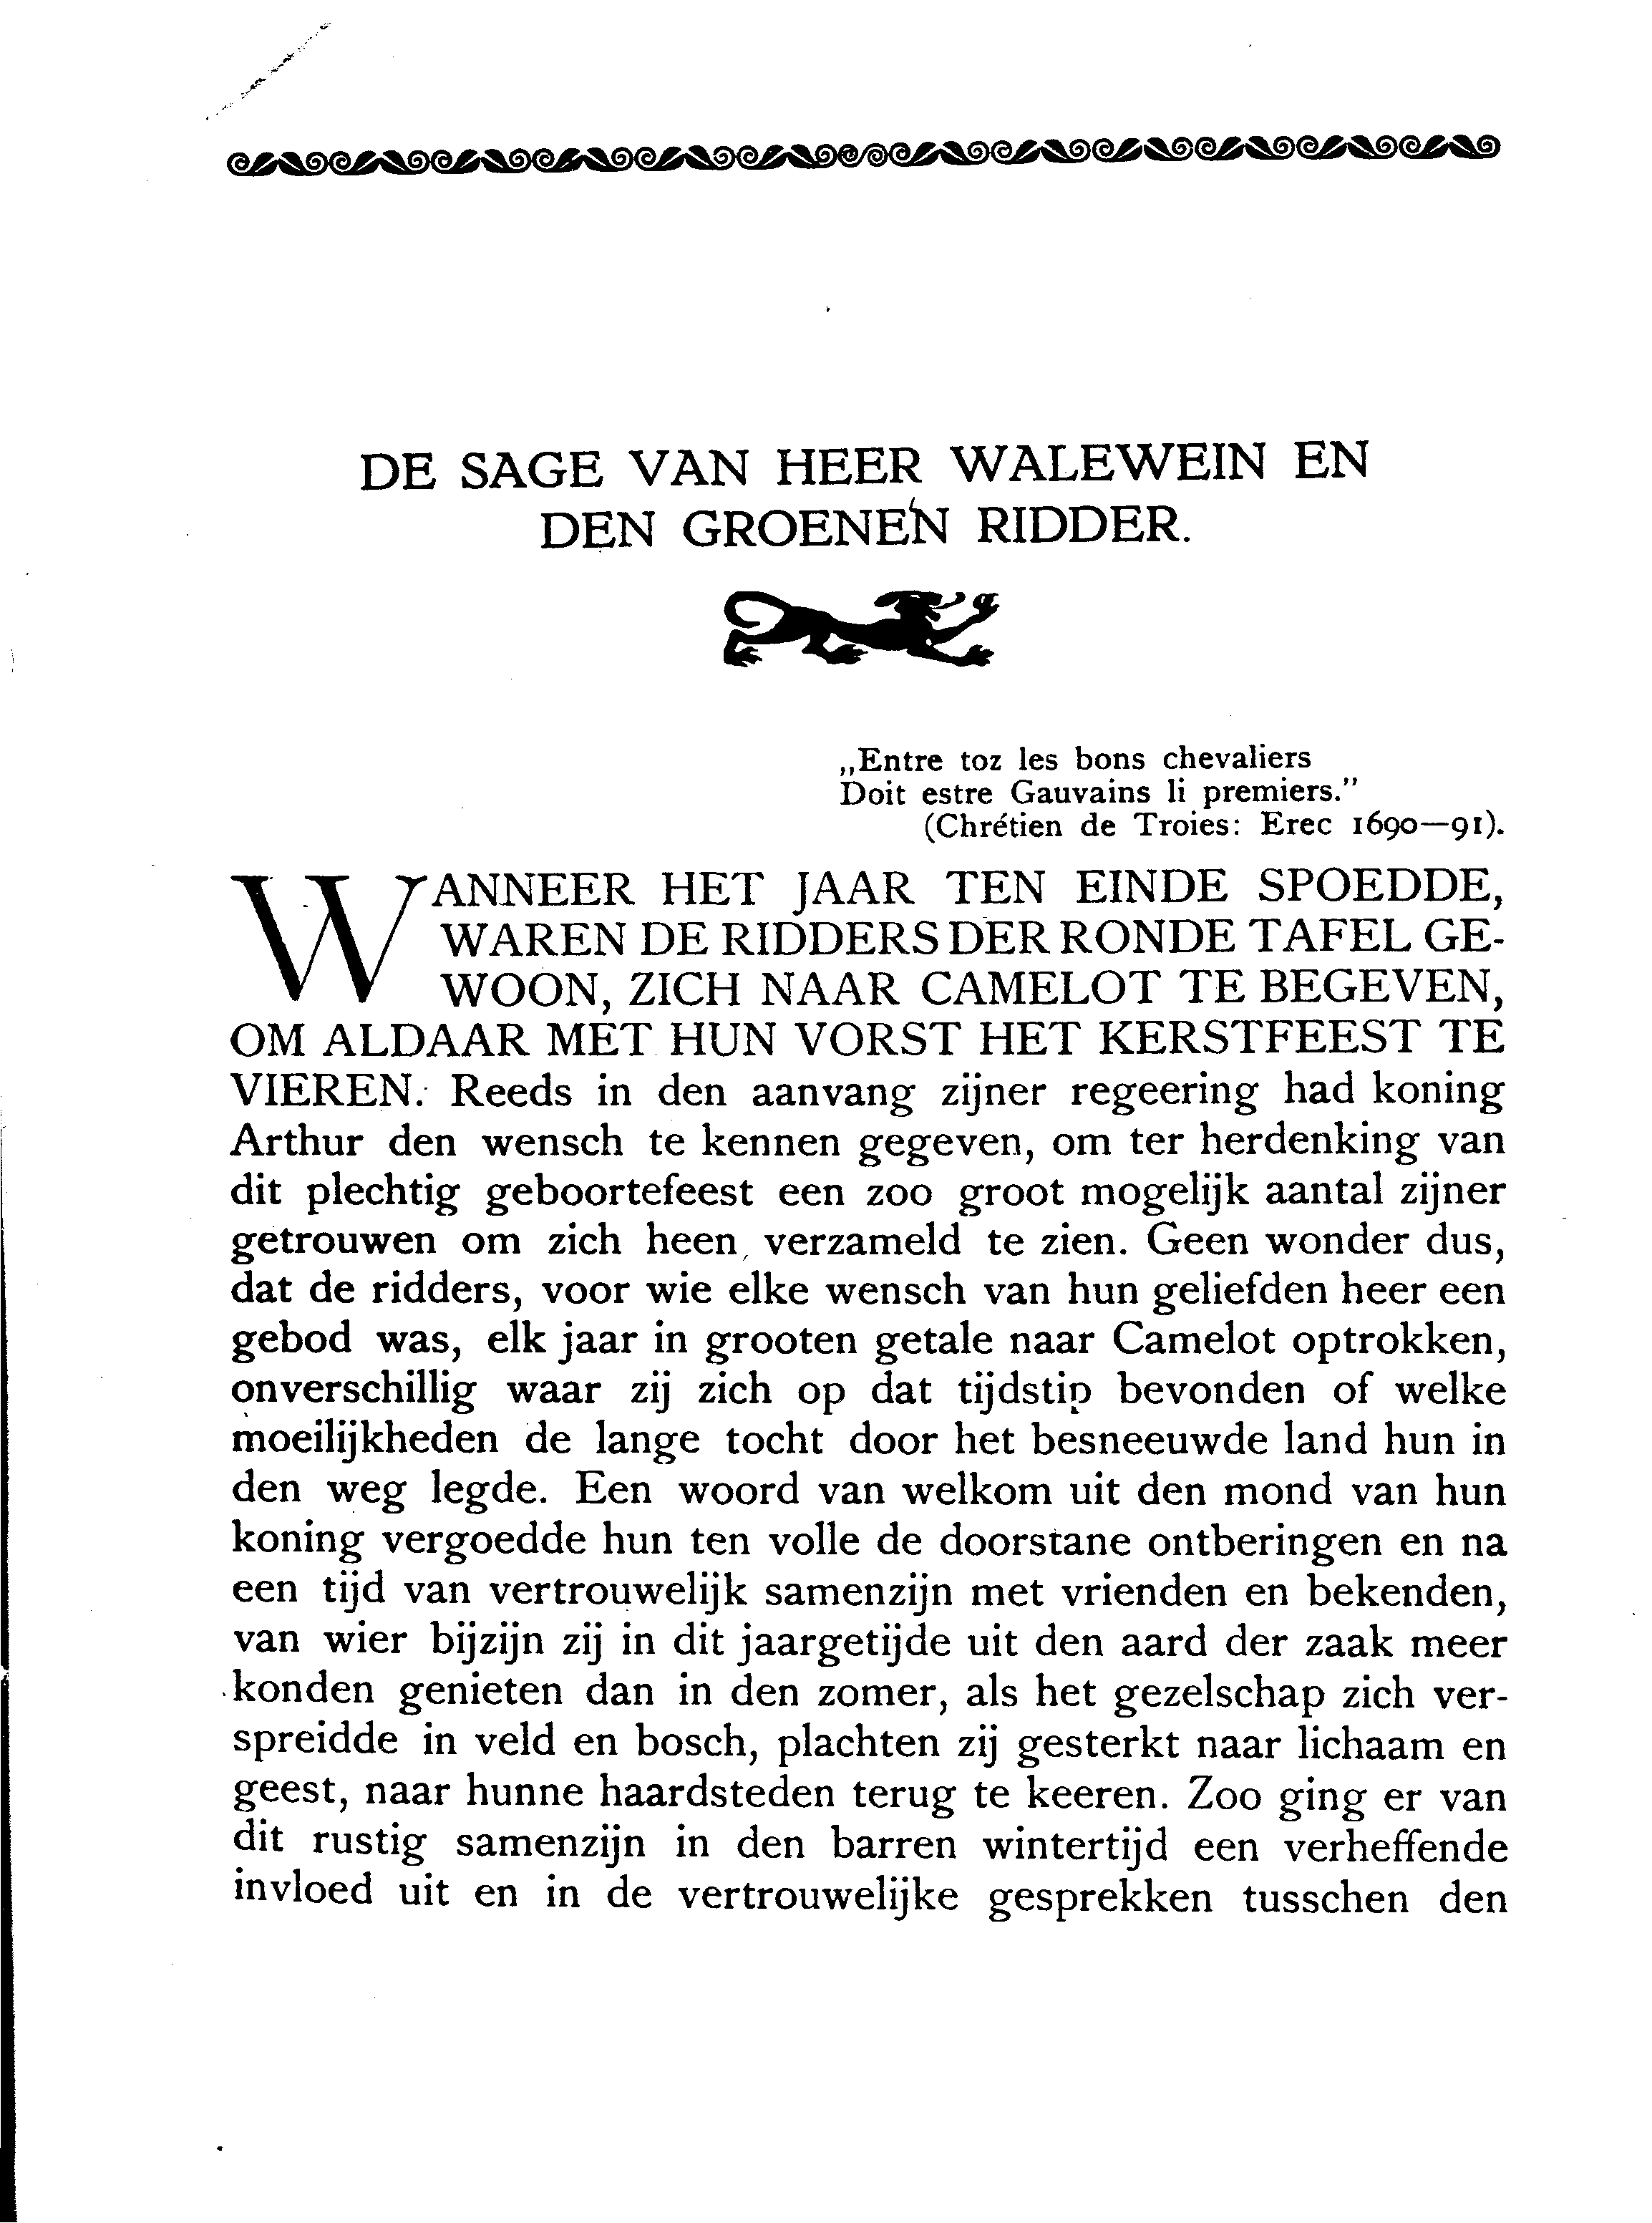 DE SAGE VAN HEER WALEWEIN EN
DEN GROENEN RIDDER.
„Entre toz les bons chevaliers
Doit estre Gauvains li premiers.”
(Chrétien de Troies: Erec 1690—91).
WANNEER HET JAAR TEN EINDE SPOEDDE,
WAREN DE RIDDERS DER RONDE TAFEL GE-
WOON, ZICH NAAR CAMELOT TE BEGEVEN,
OM ALDAAR MET HUN VORST HET KERSTFEEST TE
VIEREN. Reeds in den aanvang zijner regeering had koning
Arthur den wensch te kennen gegeven, om ter herdenking van
dit plechtig geboortefeest een zoo groot mogelijk aantal zijner
getrouwen om zich heen verzameld te zien. Geen wonder dus,
dat de ridders, voor wie elke wensch van hun geliefden heer een
gebod was, elk jaar in grooten getale naar Camelot optrokken,
onverschillig waar zij zich op dat tijdstip bevonden of welke
moeilijkheden de lange tocht door het besneeuwde land hun in
den weg legde. Een woord van welkom uit den mond van hun
koning vergoedde hun ten volle de doorstane ontberingen en na
een tijd van vertrouwelijk samenzijn met vrienden en bekenden,
van wier bijzijn zij in dit jaargetijde uit den aard der zaak meer
konden genieten dan in den zomer, als het gezelschap zich ver-
spreidde in veld en bosch, plachten zij gesterkt naar lichaam en
geest, naar hunne haardsteden terug te keeren. Zoo ging er van
dit rustig samenzijn in den barren wintertijd een verheffende
invloed uit en in de vertrouwelijke gesprekken tusschen den